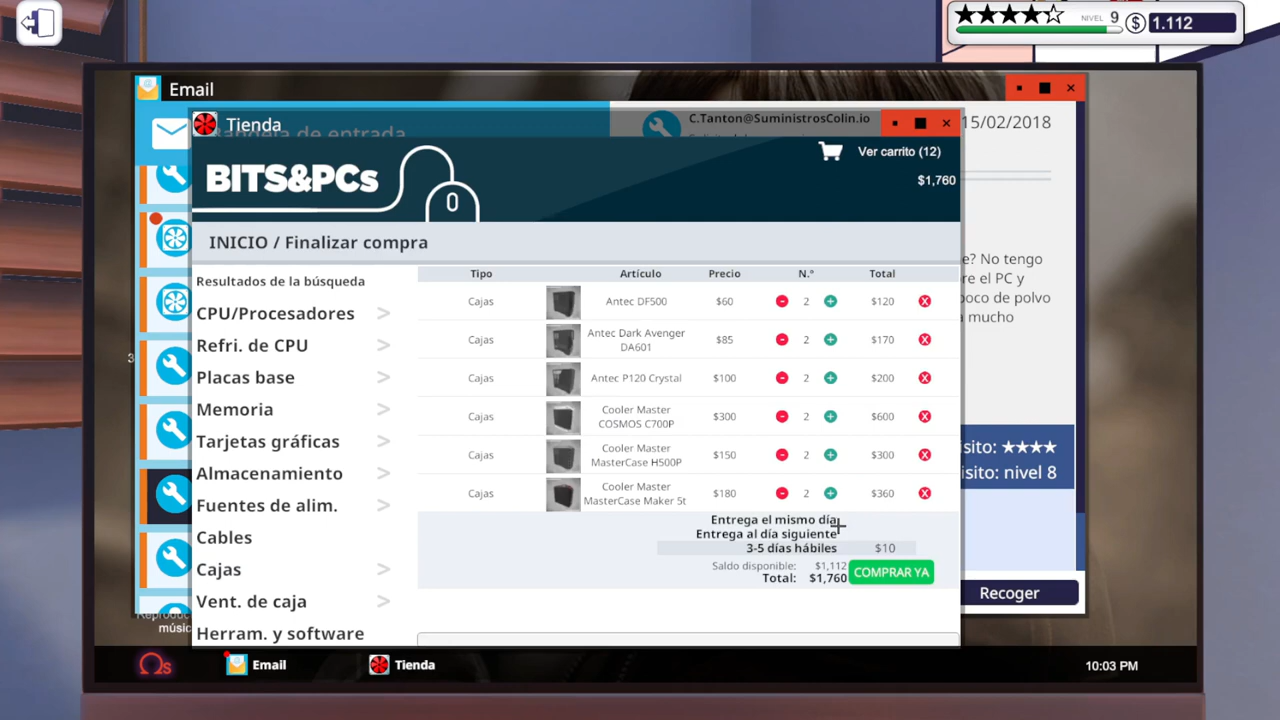 NIVEL 9
$ 1.112
Email
Bandeja de entrada
C.Tanton@SuministrosColin.io
15/02/2018
Tienda
BITS&PCs
Ver carrito (12)
$1,760
INICIO / Finalizar compra
Resultados de la búsqueda
CPU/Procesadores >
Refri. de CPU >
Placas base >
Memoria >
Tarjetas gráficas >
Almacenamiento >
Fuentes de alim. >
Cables
Cajas >
Vent. de caja >
Herram. y software
Tipo Artículo Precio N.º Total
Cajas Antec DF500 $60 - 2 + $120 X
Cajas Antec Dark Avenger DA601 $85 - 2 + $170 X
Cajas Antec P120 Crystal $100 - 2 + $200 X
Cajas Cooler Master COSMOS C700P $300 - 2 + $600 X
Cajas Cooler Master MasterCase H500P $150 - 2 + $300 X
Cajas Cooler Master MasterCase Maker 5t $180 - 2 + $360 X
Entrega el mismo día
Entrega al día siguiente
3-5 días hábiles $10
Saldo disponible: $1,112
Total: $1,760
COMPRAR YA
e? No tengo
re el PC y
poco de polvo
a mucho
isito: ★★★★
isito: nivel 8
Recoger
3
Reproduc
músic
Ωs
Email
Tienda
10:03 PM